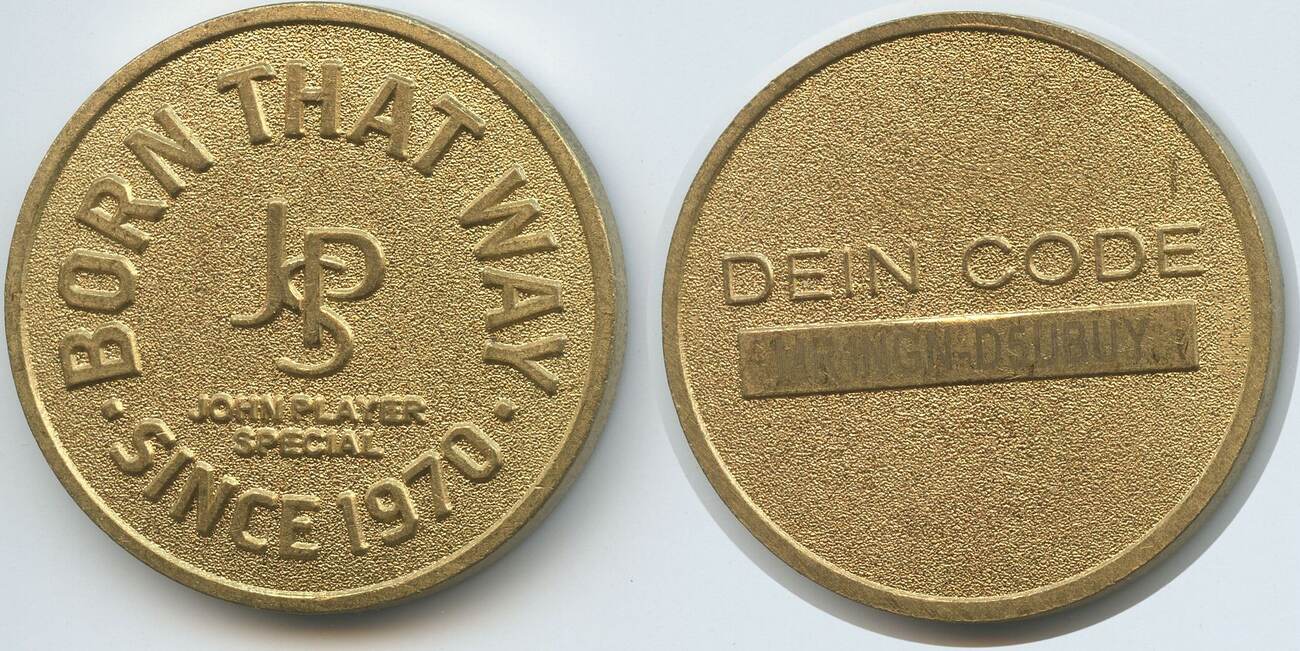 BORN THAT WAY
JPS
JOHN PLAYER
SPECIAL
· SINCE 1970 ·
DEIN CODE